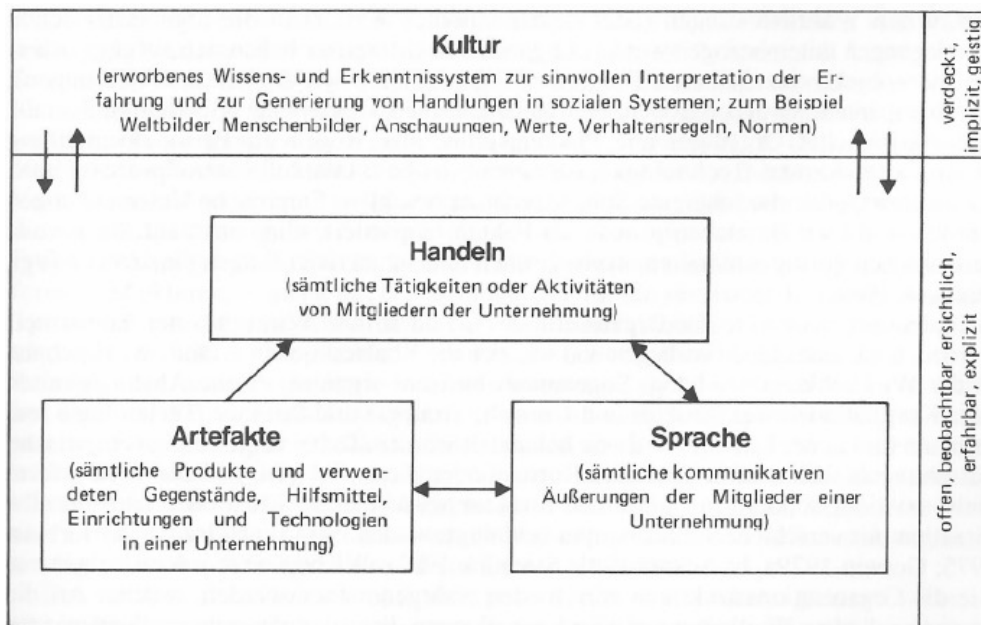 Kultur
(erworbenes Wissens- und Erkenntnissystem zur sinnvollen Interpretation der Er-
fahrung und zur Generierung von Handlungen in sozialen Systemen; zum Beispiel
Weltbilder, Menschenbilder, Anschauungen, Werte, Verhaltensregeln, Normen)
verdeckt,
implizit, geistig
Handeln
(sämtliche Tätigkeiten oder Aktivitäten
von Mitgliedern der Unternehmung)
Artefakte
(sämtliche Produkte und verwen-
deten Gegenstände, Hilfsmittel,
Einrichtungen und Technologien
in eine Unternehmung)
Sprache
(sämtliche kommunikativen
Äußerungen der Mitglieder einer
Unternehmung)
offen, beobachtbar, ersichtlich,
erfahrbar, explizit